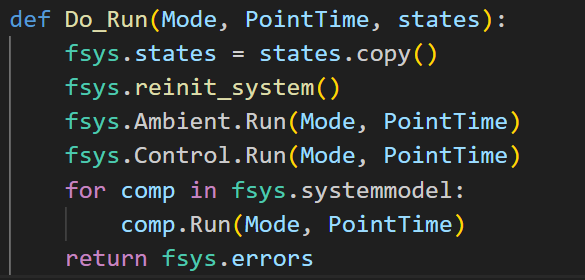 def Do_Run(Mode, PointTime, states):
    fsys.states = states.copy()
    fsys.reinit_system()
    fsys.Ambient.Run(Mode, PointTime)
    fsys.Control.Run(Mode, PointTime)
    for comp in fsys.systemmodel:
        comp.Run(Mode, PointTime)
    return fsys.errors